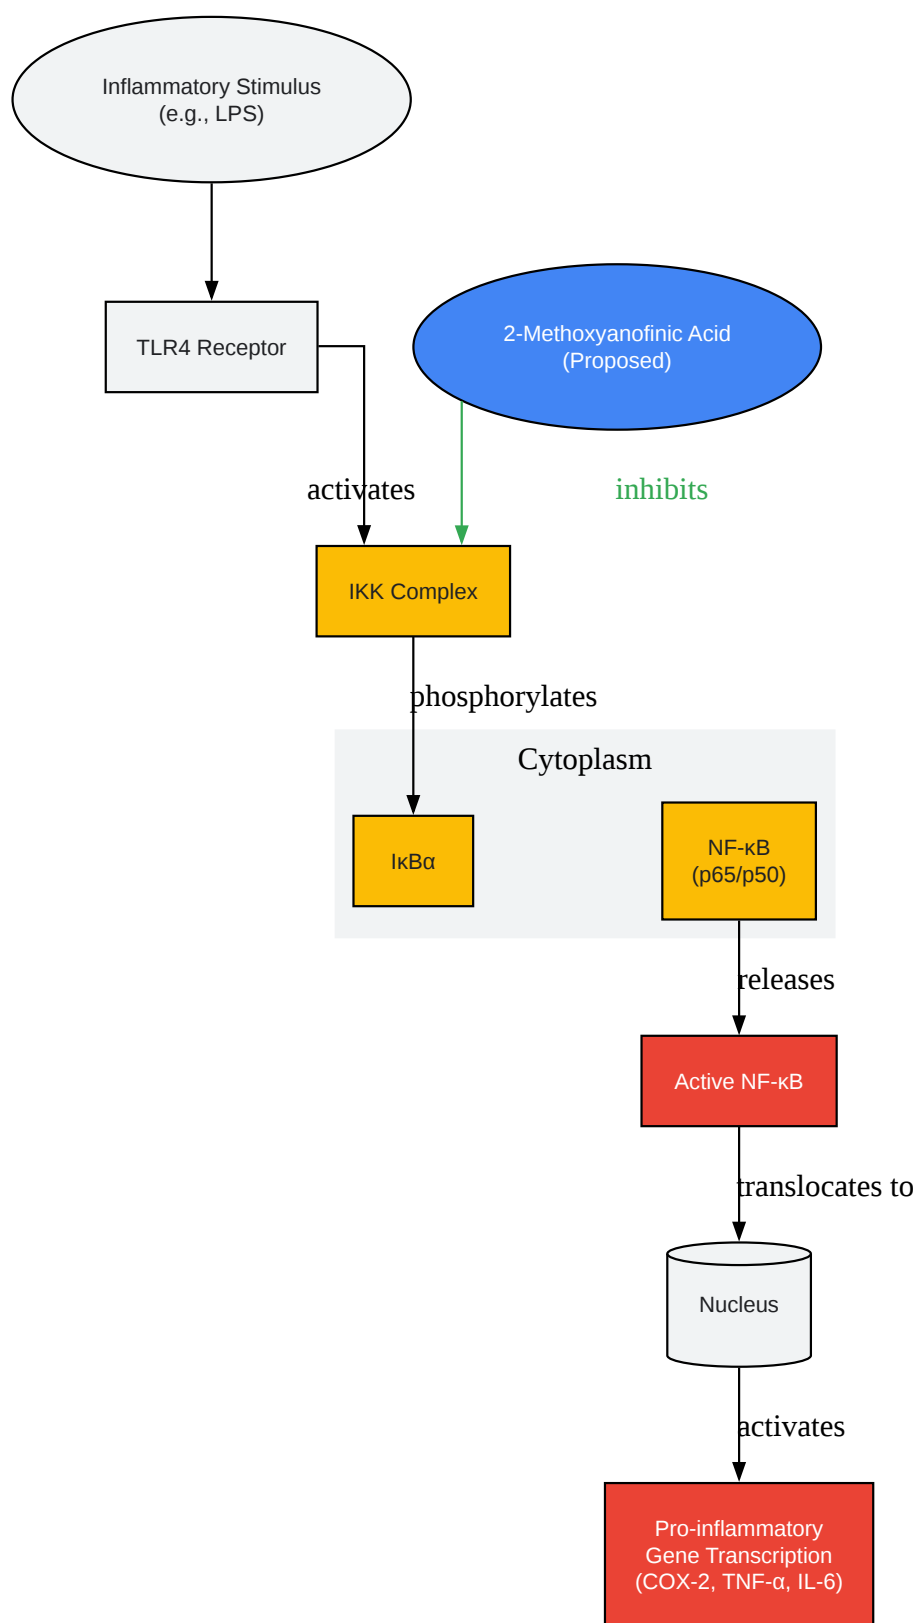 Inflammatory Stimulus
(e.g., LPS)
TLR4 Receptor
2-Methoxyanofinic Acid
(Proposed)
activates
inhibits
IKK Complex
phosphorylates
Cytoplasm
IκBα
NF-κB
(p65/p50)
releases
Active NF-κB
translocates to
Nucleus
activates
Pro-inflammatory
Gene Transcription
(COX-2, TNF-α, IL-6)